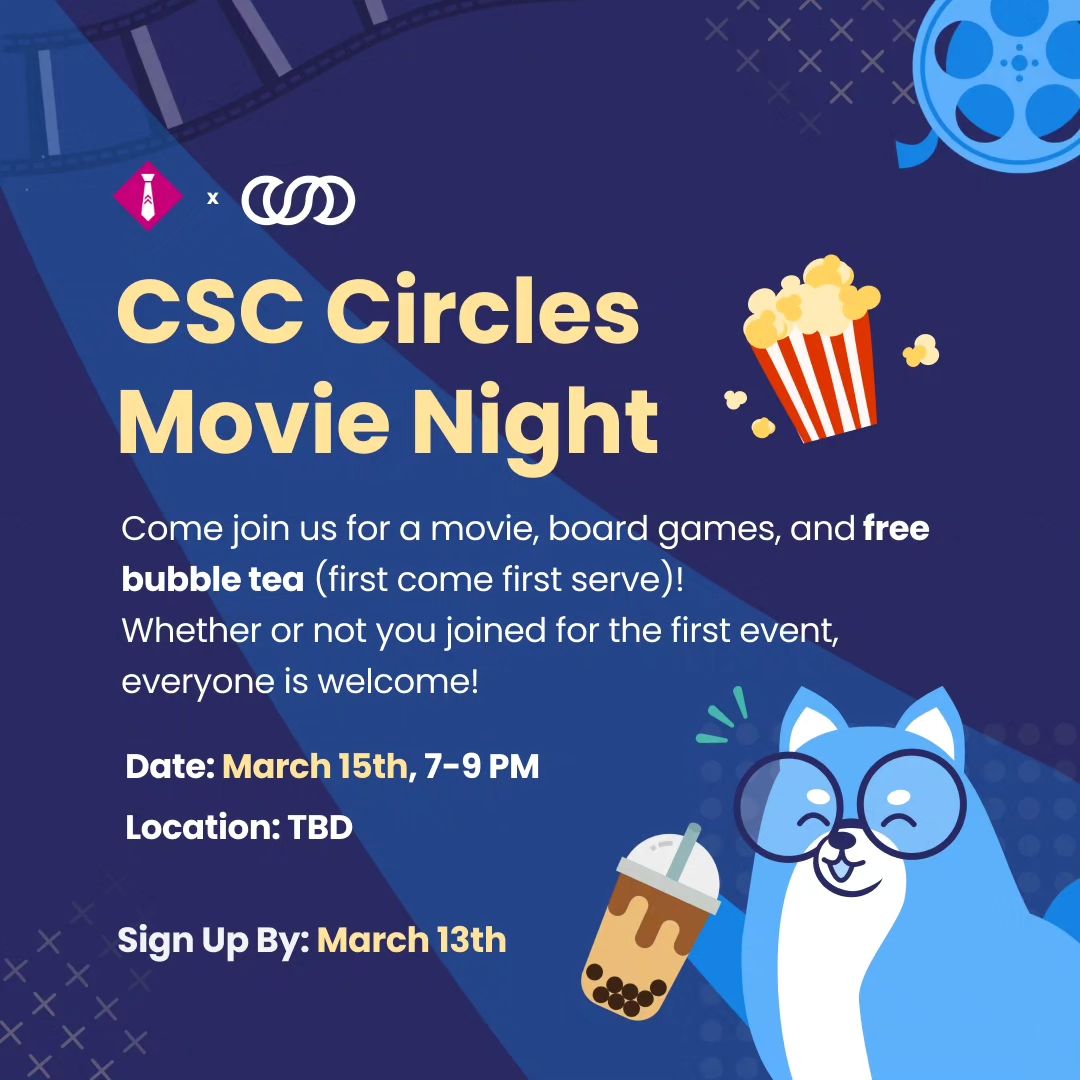 x
CSC Circles
Movie Night
Come join us for a movie, board games, and free
bubble tea (first come first serve)!
Whether or not you joined for the first event,
everyone is welcome!
Date: March 15th, 7-9 PM
Location: TBD
Sign Up By: March 13th